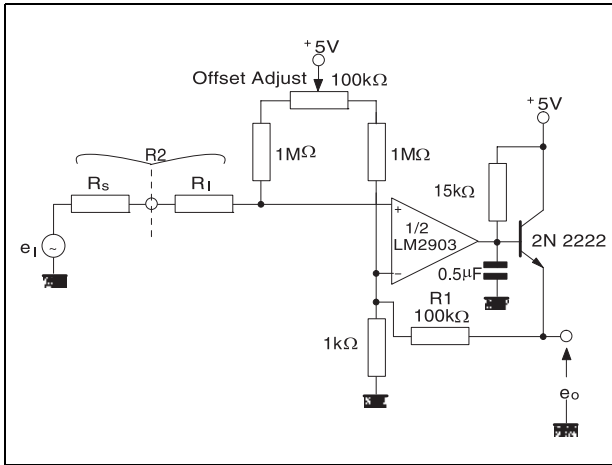 +5V
Offset Adjust 100kΩ
+5V
R2
1MΩ
1MΩ
15kΩ
Rs
RI
+
1/2
LM2903
−
2N 2222
eI
~
0.5µF
R1
100kΩ
1kΩ
eo